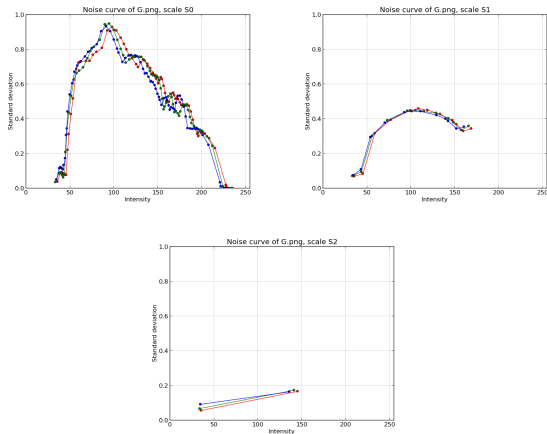 Noise curve of G.png, scale S0
Standard deviation
1.0
0.8
0.6
0.4
0.2
0.0
0 50 100 150 200 250
Intensity
Noise curve of G.png, scale S1
Standard deviation
1.0
0.8
0.6
0.4
0.2
0.0
0 50 100 150 200 250
Intensity
Noise curve of G.png, scale S2
Standard deviation
1.0
0.8
0.6
0.4
0.2
0.0
0 50 100 150 200 250
Intensity